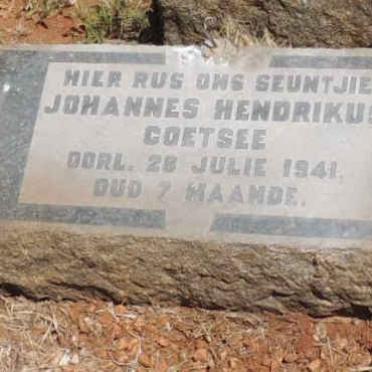 HIER RUS ONS SEUNTJIE
JOHANNES HENDRIKUS
COETSEE
OORL. 28 JULIE 1941.
OUD 7 MAANDE.